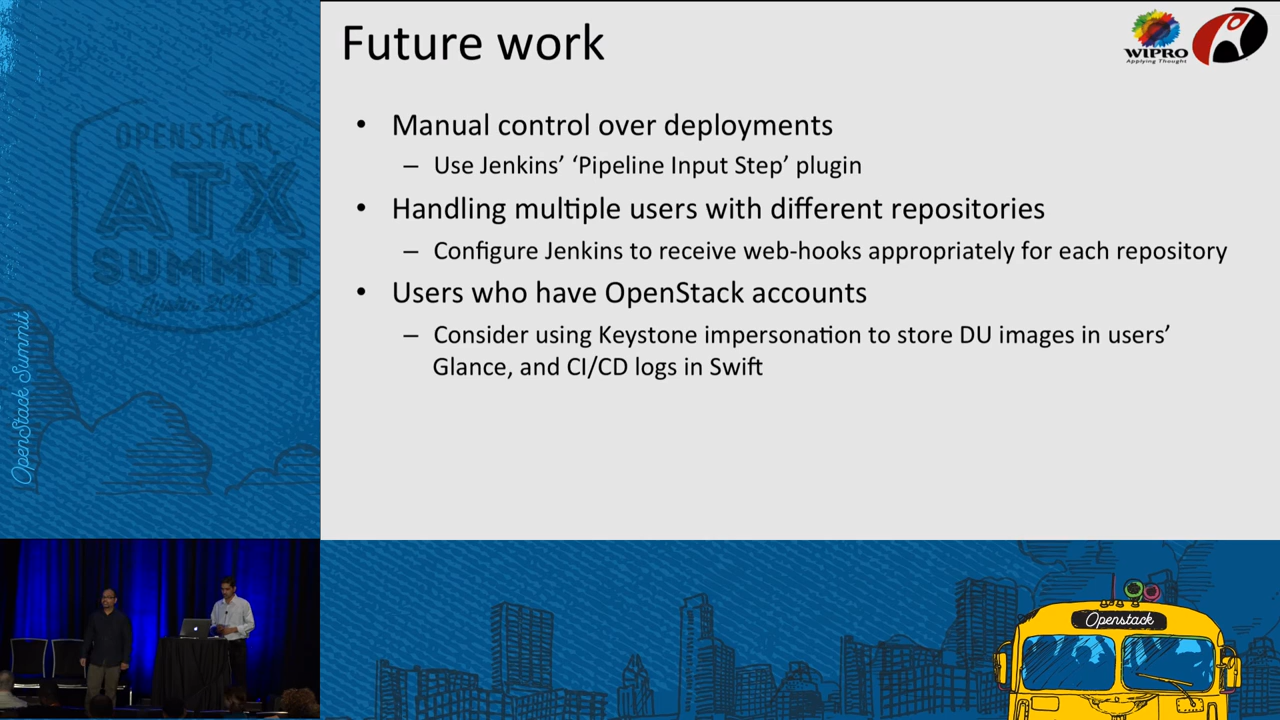 Future work
WIPRO
Applying Thought
• Manual control over deployments
– Use Jenkins’ ‘Pipeline Input Step’ plugin
• Handling multiple users with different repositories
– Configure Jenkins to receive web-hooks appropriately for each repository
• Users who have OpenStack accounts
– Consider using Keystone impersonation to store DU images in users’
Glance, and CI/CD logs in Swift
OPENSTACK
ATX
SUMMIT
Austin 2016
OpenStack Summit
Openstack